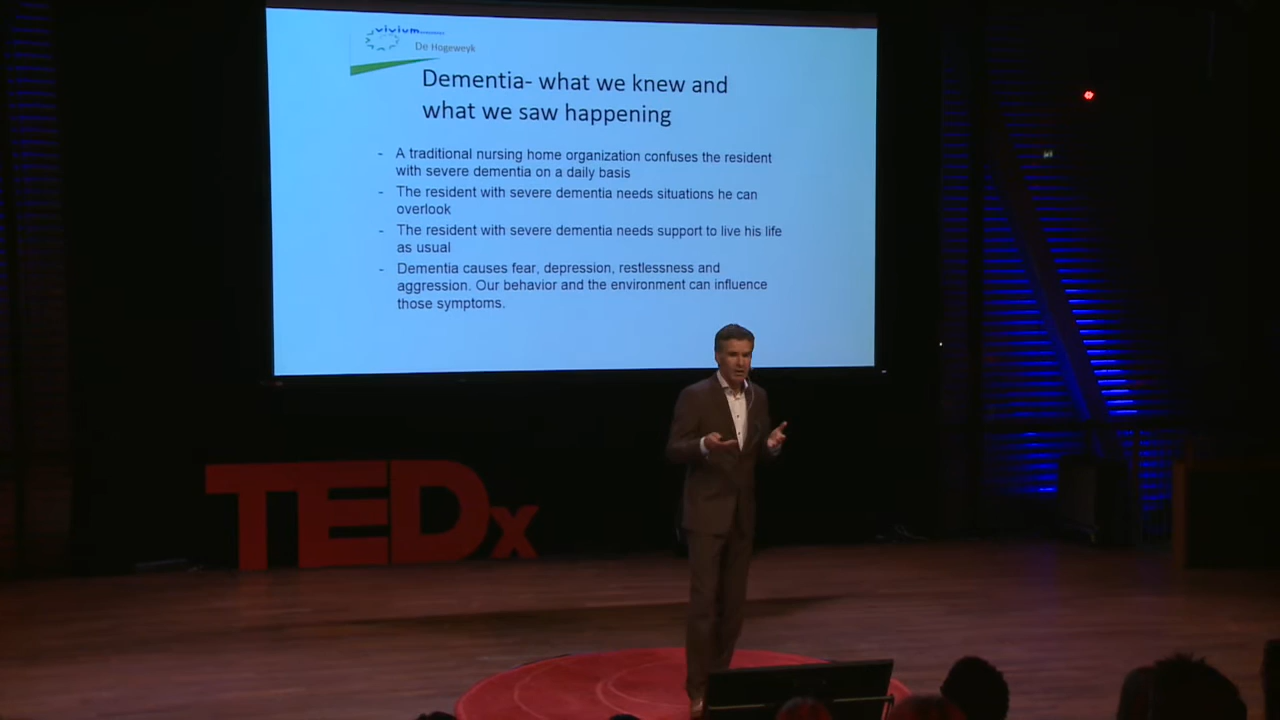 vivium
De Hogeweyk
Dementia- what we knew and
what we saw happening
- A traditional nursing home organization confuses the resident
with severe dementia on a daily basis
- The resident with severe dementia needs situations he can
overlook
- The resident with severe dementia needs support to live his life
as usual
- Dementia causes fear, depression, restlessness and
aggression. Our behavior and the environment can influence
those symptoms.
TEDx